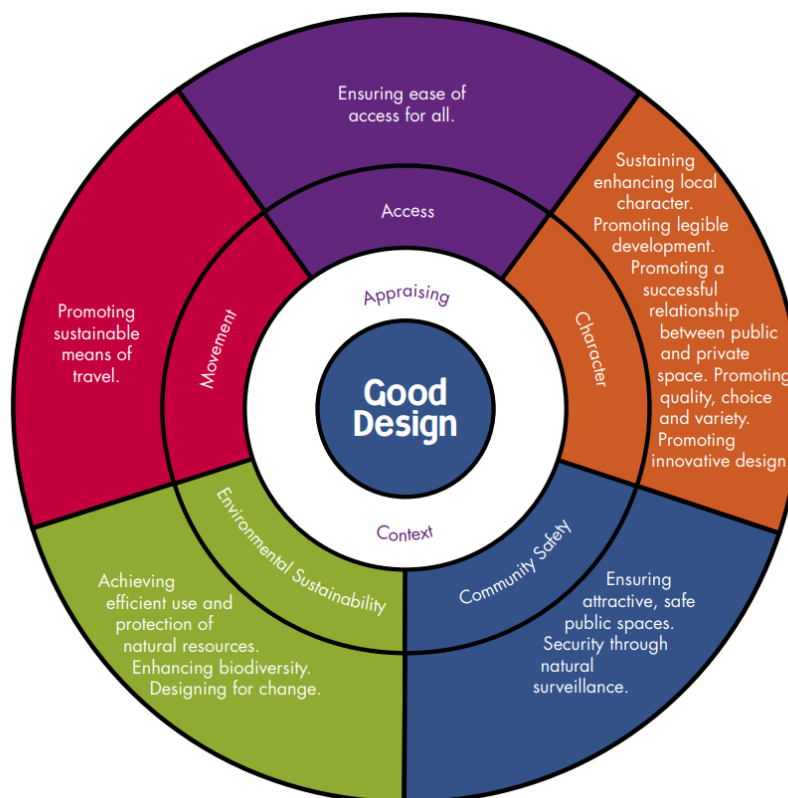 Ensuring ease of
access for all.
Access
Sustaining
enhancing local
character.
Promoting legible
development.
Promoting a
successful
relationship
between public
and private
space. Promoting
quality, choice
and variety.
Promoting
innovative design
Character
Promoting
sustainable
means of
travel.
Movement
Appraising
Good
Design
Context
Environmental Sustainability
Achieving
efficient use and
protection of
natural resources.
Enhancing biodiversity.
Designing for change.
Community Safety
Ensuring
attractive, safe
public spaces.
Security through
natural
surveillance.